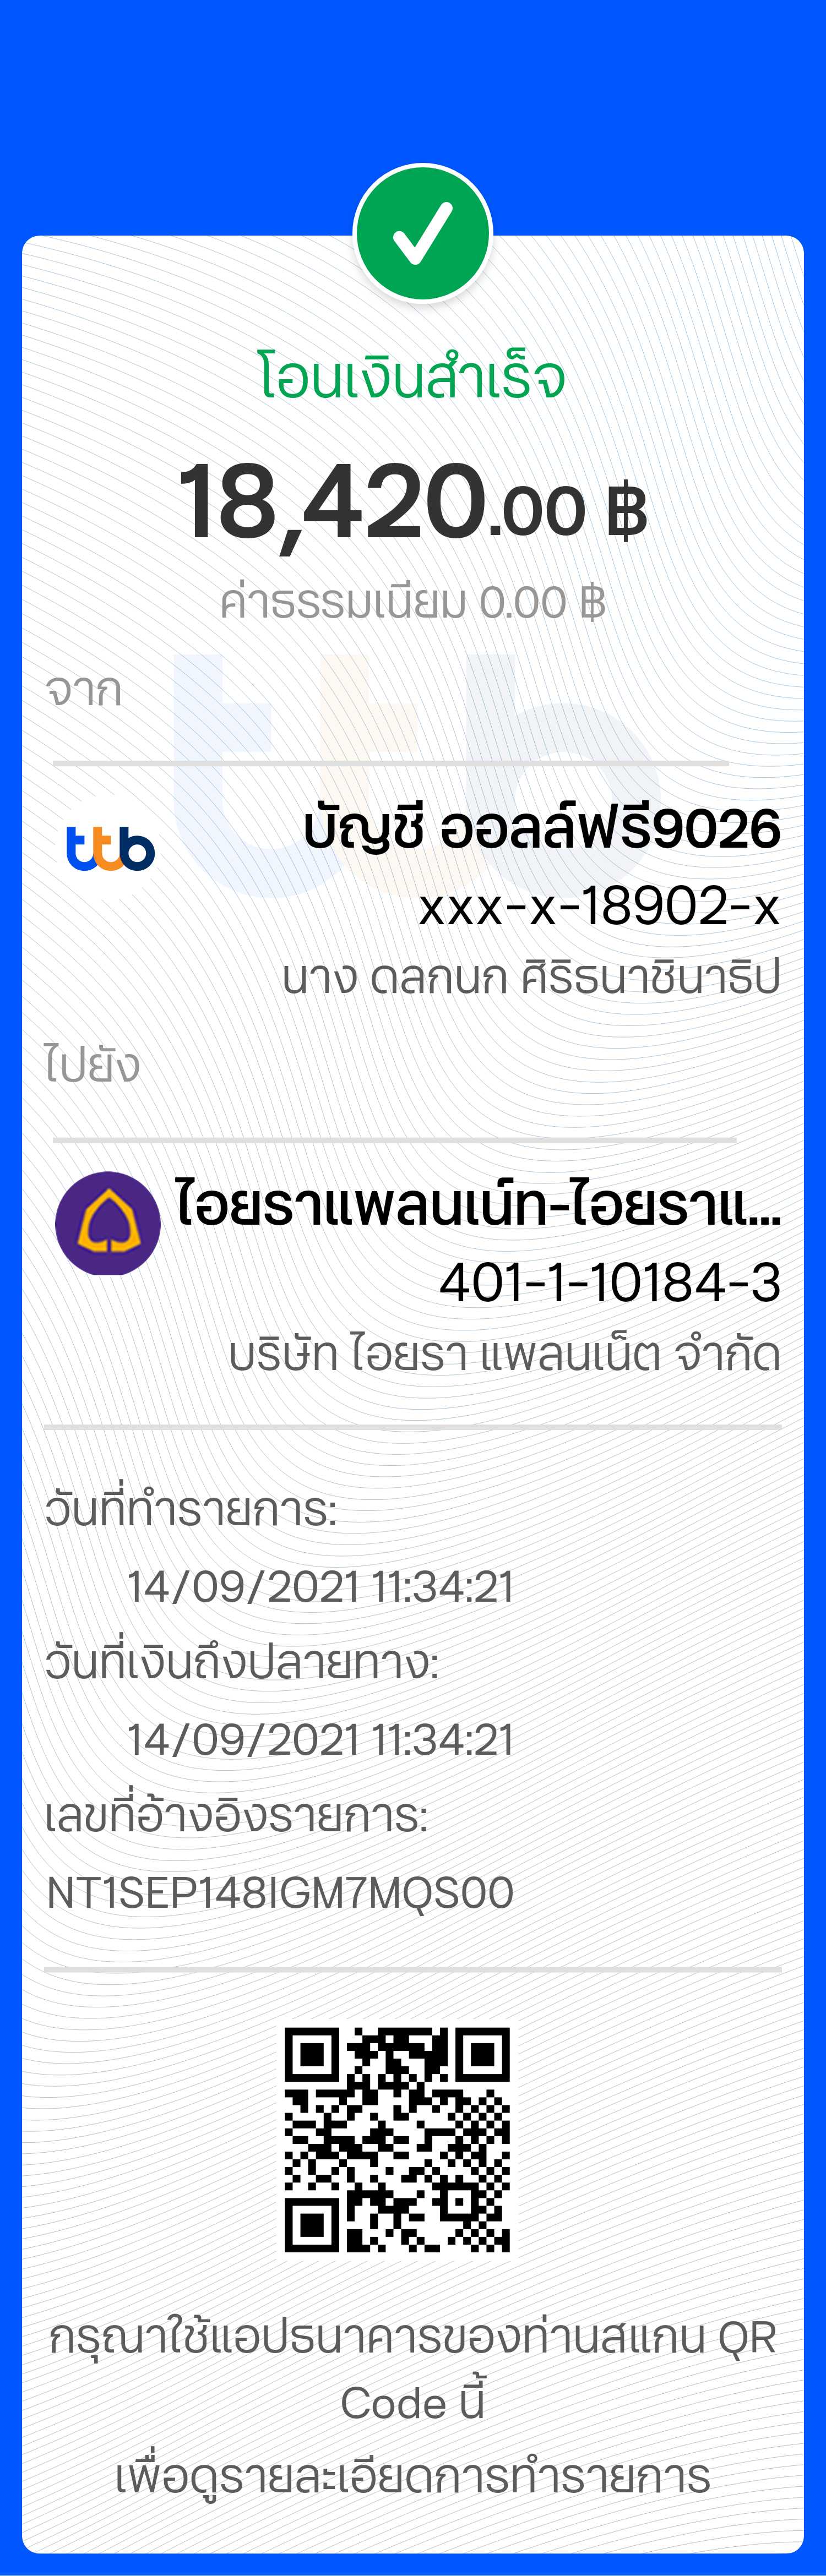 โอนเงินสำเร็จ
18,420.00 ฿
ค่าธรรมเนียม 0.00 ฿
จาก
ttb
บัญชี ออลล์ฟรี9026
xxx-x-18902-x
นาง ดลกนก ศิริธนาชินาธิป
ไปยัง
ไอยราแพลนเน้ท-ไอยราแ...
401-1-10184-3
บริษัท ไอยรา แพลนเน็ต จำกัด
วันที่ทำรายการ:
14/09/2021 11:34:21
วันที่เงินถึงปลายทาง:
14/09/2021 11:34:21
เลขที่อ้างอิงรายการ:
NT1SEP148IGM7MQS00
กรุณาใช้แอปธนาคารของท่านสแกน QR
Code นี้
เพื่อดูรายละเอียดการทำรายการ